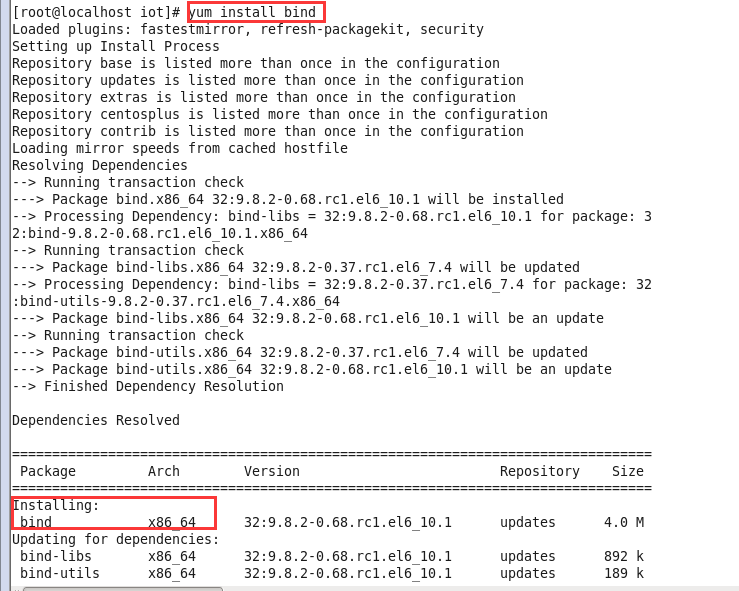 [root@localhost iot]# yum install bind
Loaded plugins: fastestmirror, refresh-packagekit, security
Setting up Install Process
Repository base is listed more than once in the configuration
Repository updates is listed more than once in the configuration
Repository extras is listed more than once in the configuration
Repository centosplus is listed more than once in the configuration
Repository contrib is listed more than once in the configuration
Loading mirror speeds from cached hostfile
Resolving Dependencies
--> Running transaction check
---> Package bind.x86_64 32:9.8.2-0.68.rc1.el6_10.1 will be installed
--> Processing Dependency: bind-libs = 32:9.8.2-0.68.rc1.el6_10.1 for package: 3
2:bind-9.8.2-0.68.rc1.el6_10.1.x86_64
--> Running transaction check
---> Package bind-libs.x86_64 32:9.8.2-0.37.rc1.el6_7.4 will be updated
--> Processing Dependency: bind-libs = 32:9.8.2-0.37.rc1.el6_7.4 for package: 32
:bind-utils-9.8.2-0.37.rc1.el6_7.4.x86_64
---> Package bind-libs.x86_64 32:9.8.2-0.68.rc1.el6_10.1 will be an update
--> Running transaction check
---> Package bind-utils.x86_64 32:9.8.2-0.37.rc1.el6_7.4 will be updated
---> Package bind-utils.x86_64 32:9.8.2-0.68.rc1.el6_10.1 will be an update
--> Finished Dependency Resolution
Dependencies Resolved
================================================================================
Package Arch Version Repository Size
================================================================================
Installing:
bind x86_64 32:9.8.2-0.68.rc1.el6_10.1 updates 4.0 M
Updating for dependencies:
bind-libs x86_64 32:9.8.2-0.68.rc1.el6_10.1 updates 892 k
bind-utils x86_64 32:9.8.2-0.68.rc1.el6_10.1 updates 189 k